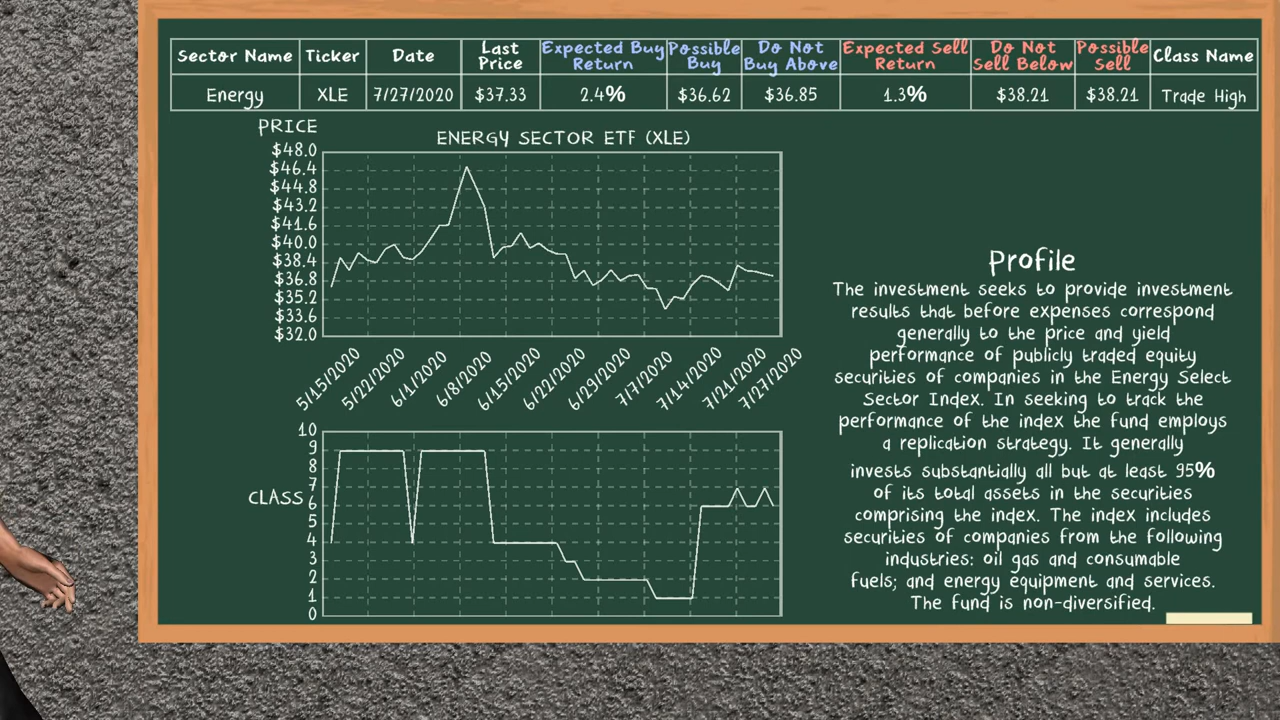 Sector Name Ticker Date Last Price Expected Buy Return Possible Buy Do Not Buy Above Expected Sell Return Do Not Sell Below Possible Sell Class Name
Energy XLE 7/27/2020 $37.33 2.4% $36.62 $36.85 1.3% $38.21 $38.21 Trade High
PRICE
ENERGY SECTOR ETF (XLE)
$48.0
$46.4
$44.8
$43.2
$41.6
$40.0
$38.4
$36.8
$35.2
$33.6
$32.0
5/15/2020 5/22/2020 6/1/2020 6/8/2020 6/15/2020 6/22/2020 6/29/2020 7/7/2020 7/14/2020 7/21/2020 7/27/2020
CLASS
10
9
8
7
6
5
4
3
2
1
0
Profile
The investment seeks to provide investment
results that before expenses correspond
generally to the price and yield
performance of publicly traded equity
securities of companies in the Energy Select
Sector Index. In seeking to track the
performance of the index the fund employs
a replication strategy. It generally
invests substantially all but at least 95%
of its total assets in the securities
comprising the index. The index includes
securities of companies from the following
industries: oil gas and consumable
fuels; and energy equipment and services.
The fund is non-diversified.